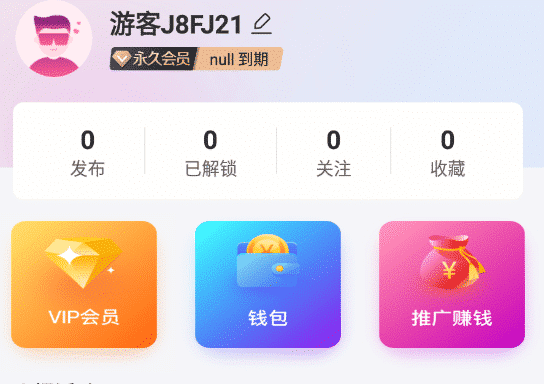 游客J8FJ21
永久会员 null 到期
0 0 0 0
发布 已解锁 关注 收藏
¥
VIP会员 钱包 推广赚钱